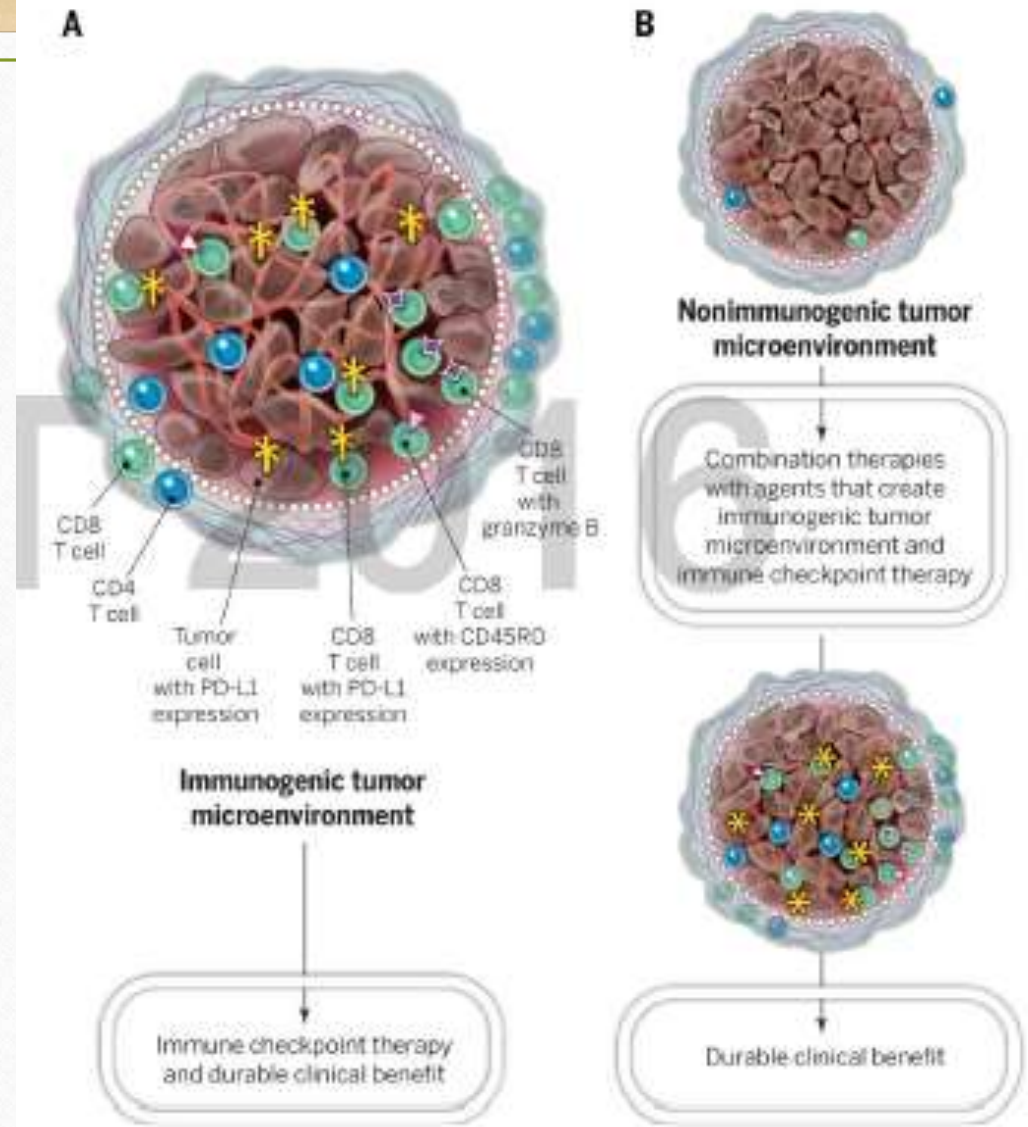 A
B
Nonimmunogenic tumor
microenvironment
Combination therapies
with agents that create
immunogenic tumor
microenvironment and
immune checkpoint therapy
CD8
T cell
with
granzyme B
CD8
T cell
CD4
T cell
Tumor
cell
with PD-L1
expression
CD8
T cell
with PD-L1
expression
CD8
T cell
with CD45RO
expression
Immunogenic tumor
microenvironment
Immune checkpoint therapy
and durable clinical benefit
Durable clinical benefit